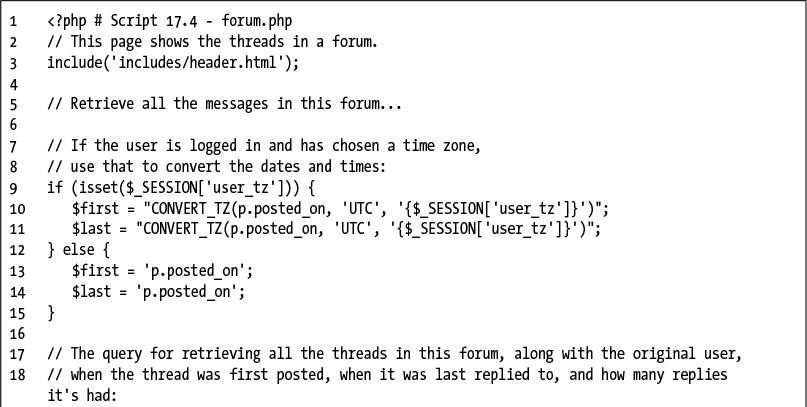 1 <?php # Script 17.4 - forum.php
2 // This page shows the threads in a forum.
3 include('includes/header.html');
4
5 // Retrieve all the messages in this forum...
6
7 // If the user is logged in and has chosen a time zone,
8 // use that to convert the dates and times:
9 if (isset($_SESSION['user_tz'])) {
10 $first = "CONVERT_TZ(p.posted_on, 'UTC', '{$_SESSION['user_tz']}')";
11 $last = "CONVERT_TZ(p.posted_on, 'UTC', '{$_SESSION['user_tz']}')";
12 } else {
13 $first = 'p.posted_on';
14 $last = 'p.posted_on';
15 }
16
17 // The query for retrieving all the threads in this forum, along with the original user,
18 // when the thread was first posted, when it was last replied to, and how many replies
it's had: